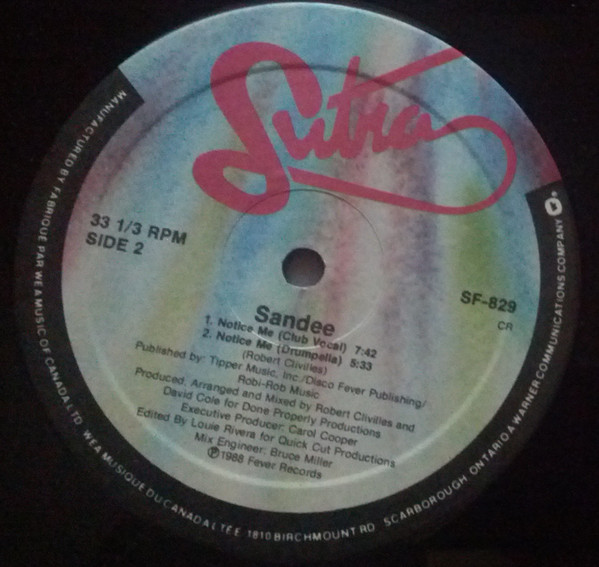 Sutra
33 1/3 RPM
SIDE 2
SF-829
CR
Sandee
1. Notice Me (Club Vocal) 7:42
2. Notice Me (Drumpella) 5:33
(Robert Clivilles)
Published by: Tipper Music, Inc./Disco Fever Publishing/
Robi-Rob Music
Produced, Arranged and Mixed by Robert Clivilles and
David Cole for Done Properly Productions
Executive Producer: Carol Cooper
Edited By Louie Rivera for Quick Cut Productions
Mix Engineer: Bruce Miller
Ⓟ1988 Fever Records
MANUFACTURED BY FABRIQUÉ PAR WEA MUSIC OF CANADA LTD. WEA MUSIQUE DU CANADA LTEE 1810 BIRCHMOUNT RD. SCARBOROUGH, ONTARIO A WARNER COMMUNICATIONS COMPANY